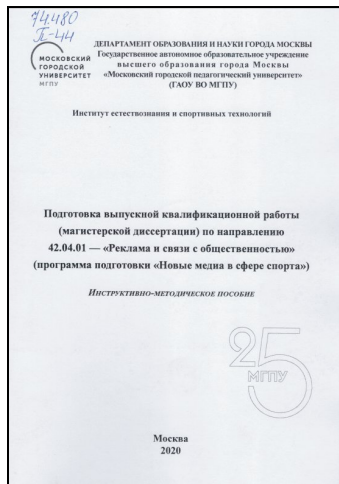 74.480
П-44
МОСКОВСКИЙ
ГОРОДСКОЙ
УНИВЕРСИТЕТ
МГПУ
ДЕПАРТАМЕНТ ОБРАЗОВАНИЯ И НАУКИ ГОРОДА МОСКВЫ
Государственное автономное образовательное учреждение
высшего образования города Москвы
«Московский городской педагогический университет»
(ГАОУ ВО МГПУ)
Институт естествознания и спортивных технологий
Подготовка выпускной квалификационной работы
(магистерской диссертации) по направлению
42.04.01 — «Реклама и связи с общественностью»
(программа подготовки «Новые медиа в сфере спорта»)
Инструктивно-методическое пособие
25
МГПУ
Москва
2020